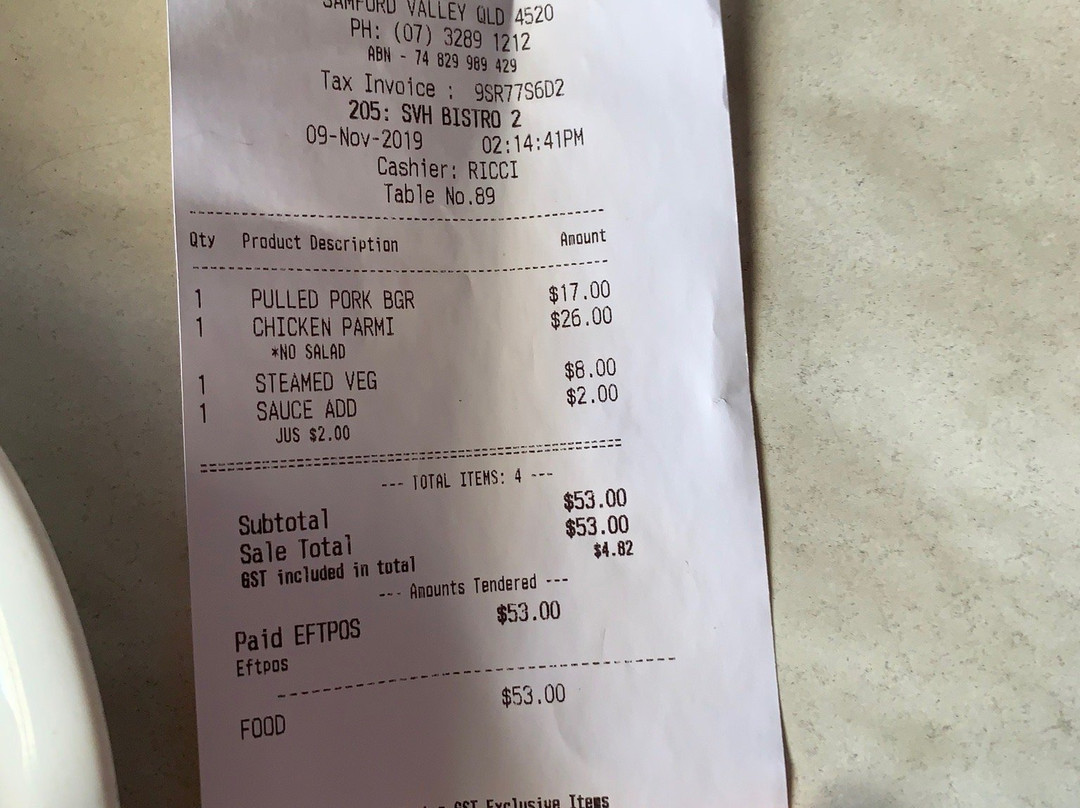 SAMFORD VALLEY QLD 4520
PH: (07) 3289 1212
ABN - 74 829 989 429
Tax Invoice : 9SR77S6D2
205: SVH BISTRO 2
09-Nov-2019 02:14:41PM
Cashier: RICCI
Table No.89
Qty Product Description Amount
1 PULLED PORK BGR $17.00
1 CHICKEN PARMI $26.00
*NO SALAD
1 STEAMED VEG $8.00
1 SAUCE ADD $2.00
JUS $2.00
--- TOTAL ITEMS: 4 ---
Subtotal $53.00
Sale Total $53.00
GST included in total $4.82
--- Amounts Tendered ---
Paid EFTPOS $53.00
Eftpos
FOOD $53.00
GST Exclusive Items